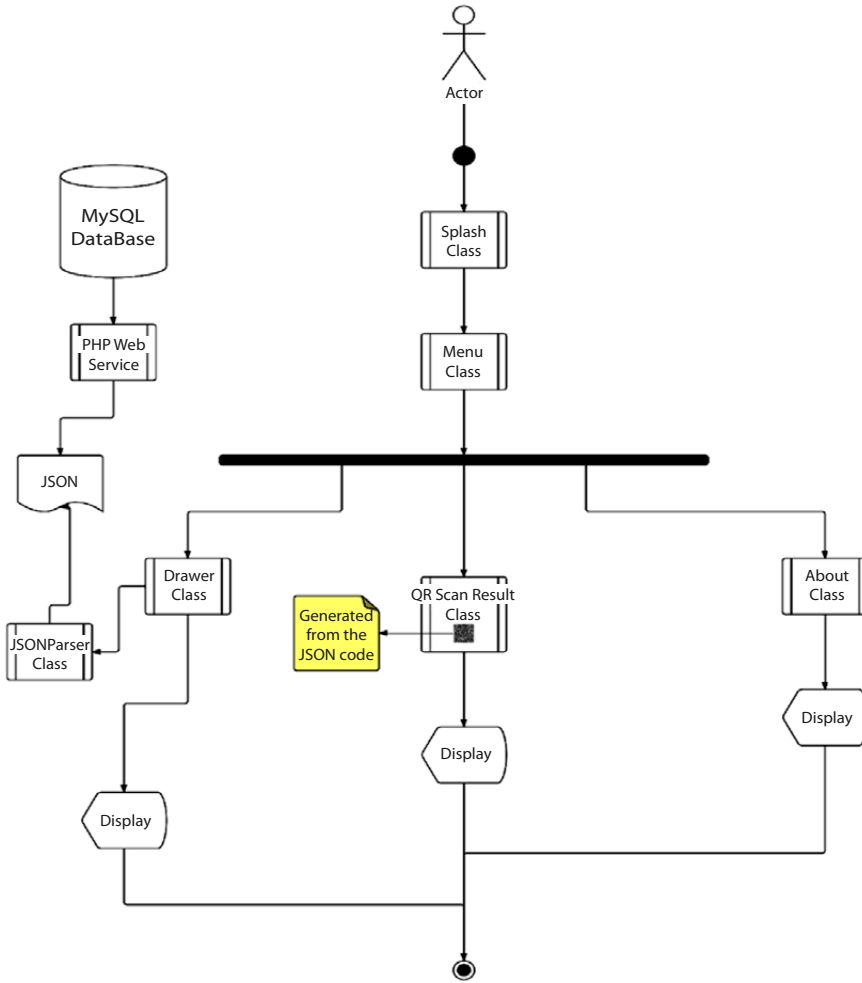 Actor
MySQL
DataBase
Splash
Class
PHP Web
Service
Menu
Class
JSON
Drawer
Class
QR Scan Result
Class
About
Class
Generated
from the
JSON code
JSONParser
Class
Display
Display
Display